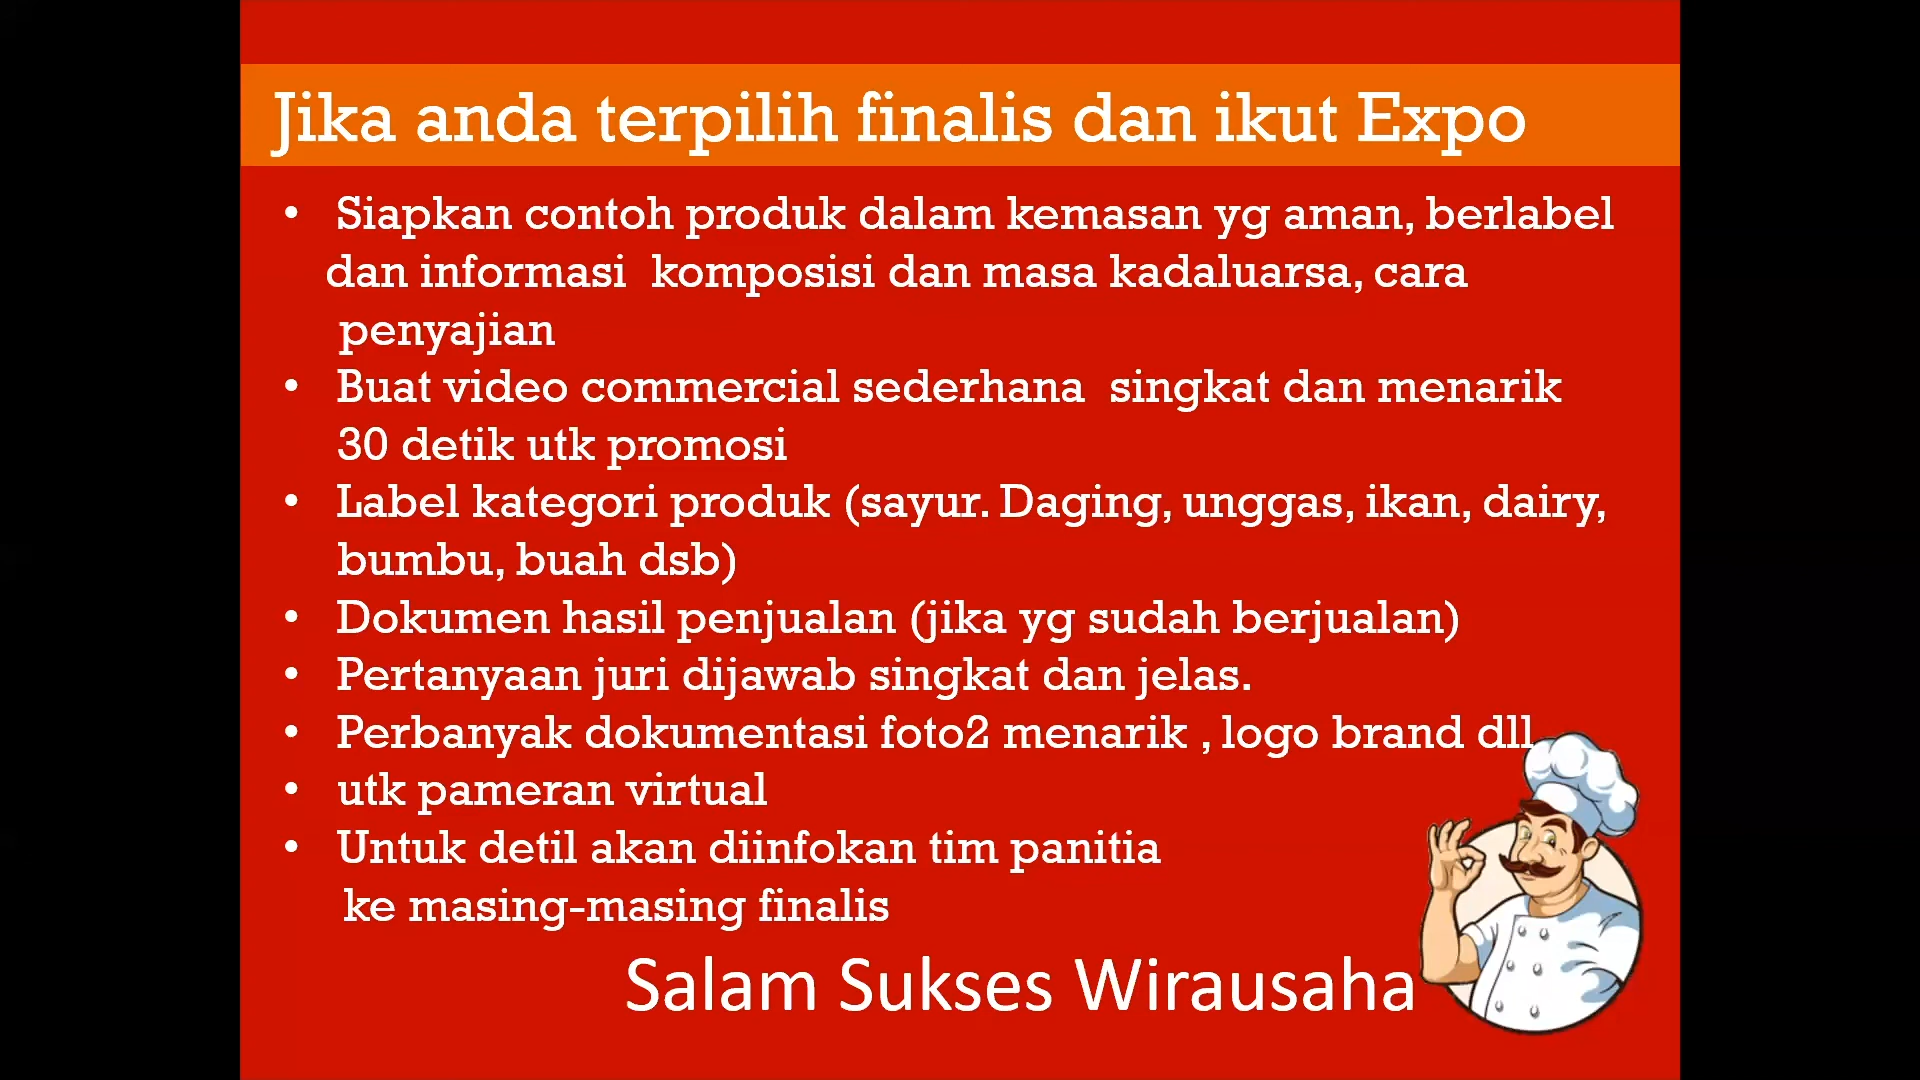 Jika anda terpilih finalis dan ikut Expo
• Siapkan contoh produk dalam kemasan yg aman, berlabel
dan informasi komposisi dan masa kadaluarsa, cara
penyajian
• Buat video commercial sederhana singkat dan menarik
30 detik utk promosi
• Label kategori produk (sayur. Daging, unggas, ikan, dairy,
bumbu, buah dsb)
• Dokumen hasil penjualan (jika yg sudah berjualan)
• Pertanyaan juri dijawab singkat dan jelas.
• Perbanyak dokumentasi foto2 menarik , logo brand dll
• utk pameran virtual
• Untuk detil akan diinfokan tim panitia
ke masing-masing finalis
Salam Sukses Wirausaha